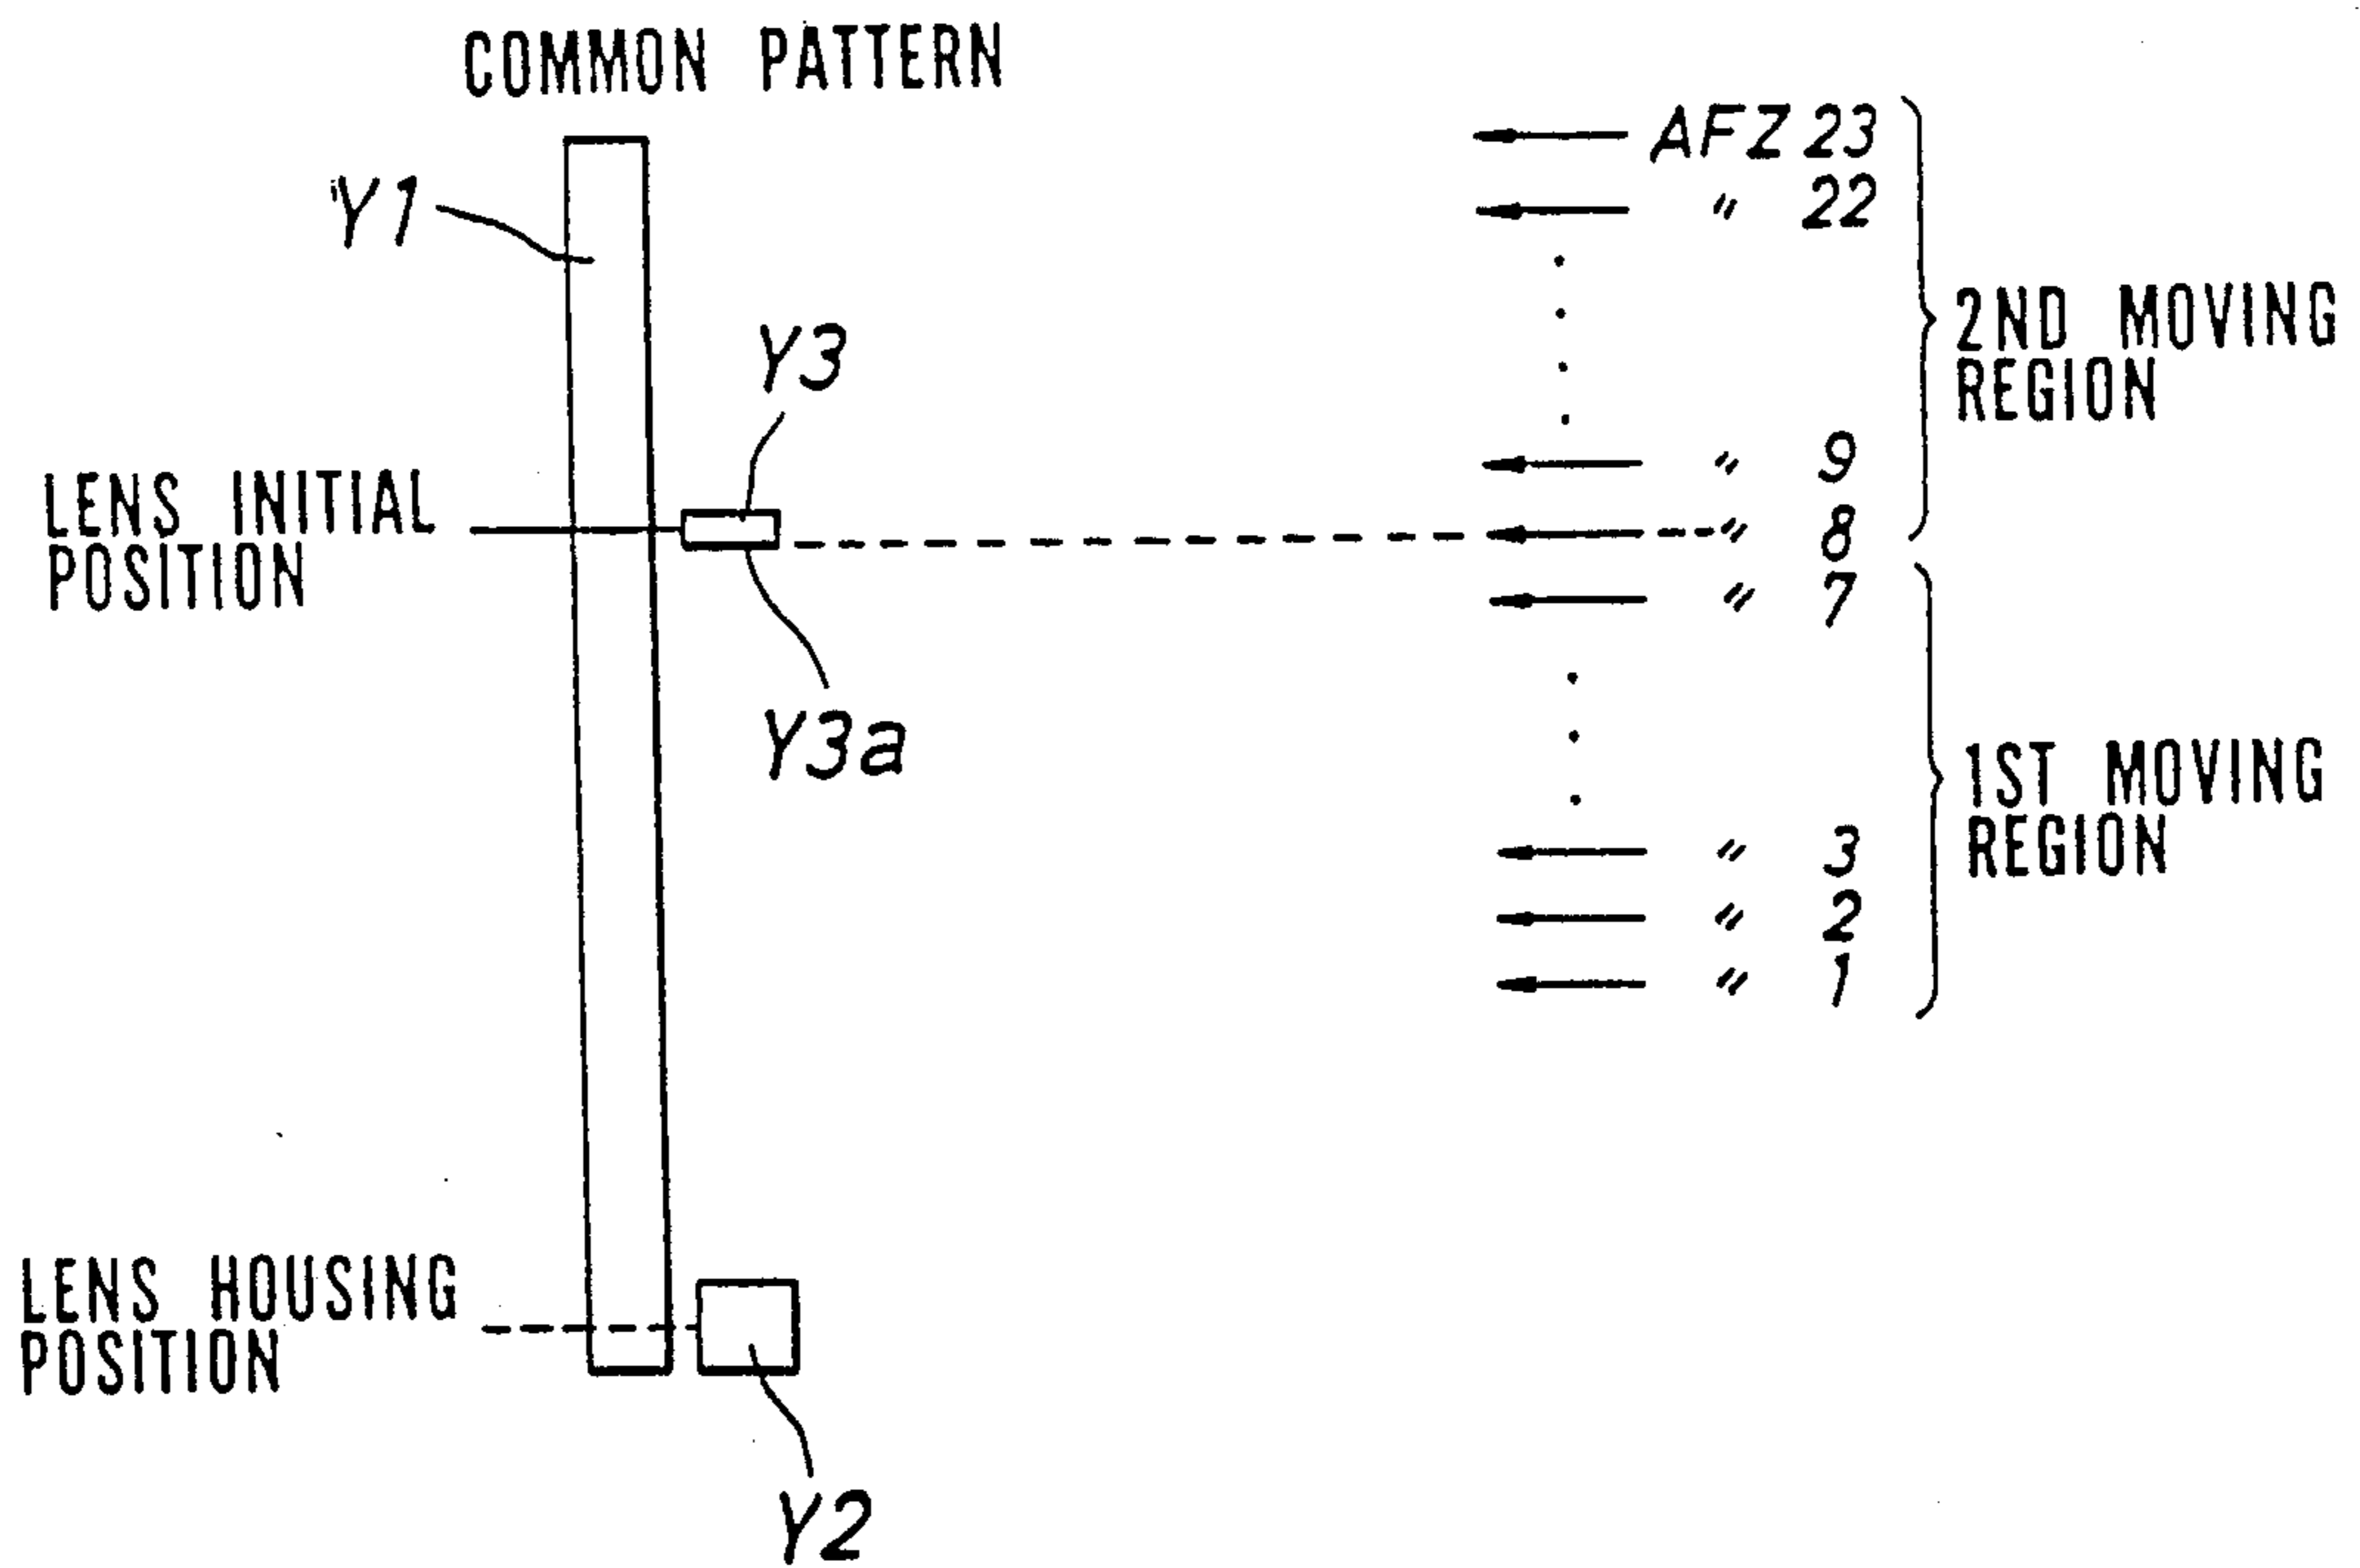 COMMON PATTERN
AFZ 23
Y1
〃 22
2ND MOVING
REGION
Y3
〃 9
LENS INITIAL
POSITION
〃 8
〃 7
Y3a
1ST MOVING
REGION
〃 3
〃 2
〃 1
LENS HOUSING
POSITION
Y2